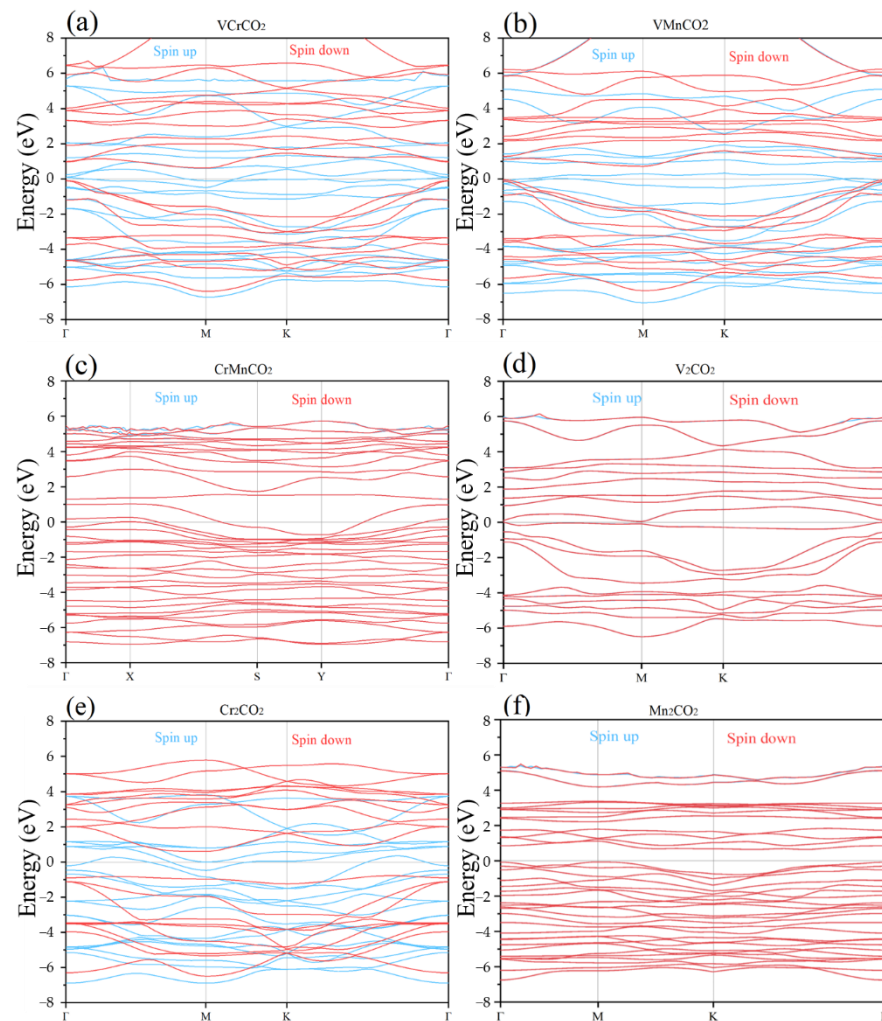 (a) VCrCO₂
Energy (eV)
8
6
4
2
0
−2
−4
−6
−8
Spin up Spin down
Γ M K Γ
(b) VMnCO2
Energy (eV)
8
6
4
2
0
−2
−4
−6
−8
Spin up Spin down
Γ M K
(c) CrMnCO₂
Energy (eV)
8
6
4
2
0
−2
−4
−6
−8
Spin up Spin down
Γ X S Y Γ
(d) V₂CO₂
Energy (eV)
8
6
4
2
0
−2
−4
−6
−8
Spin up Spin down
Γ M K
(e) Cr₂CO₂
Energy (eV)
8
6
4
2
0
−2
−4
−6
−8
Spin up Spin down
Γ M K Γ
(f) Mn₂CO₂
Energy (eV)
8
6
4
2
0
−2
−4
−6
−8
Spin up Spin down
Γ M K